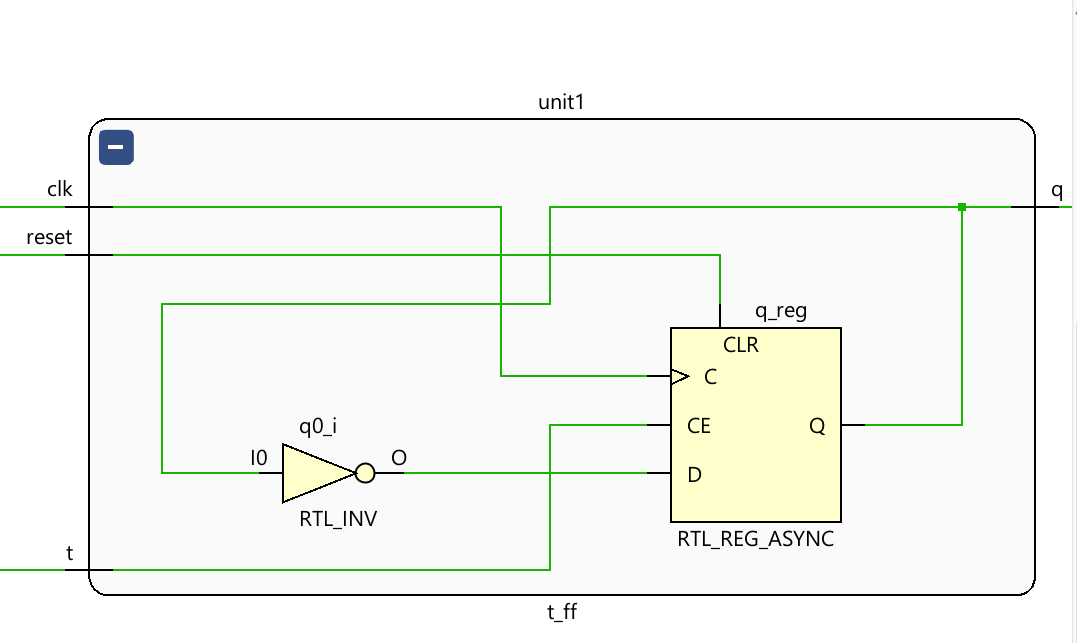 unit1
clk
q
reset
q_reg
CLR
C
q0_i
CE
Q
I0
O
D
RTL_INV
RTL_REG_ASYNC
t
t_ff